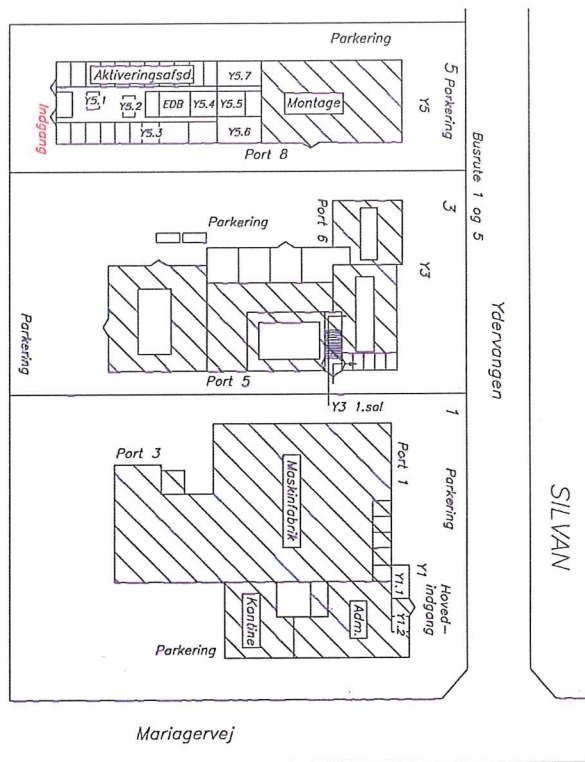 Parkering
Aktiveringsafsd.
Y5.7
Y5.1
Y5.2
EDB
Y5.4
Y5.5
Montage
Y5.3
Y5.6
Indgang
Port 8
5
Parkering
Y5
Busrute 1 og 5
Parkering
Port 6
3
Y3
Parkering
Port 5
Y3 1.sal
Ydervangen
1
Port 3
Maskinfabrik
Port 1
Parkering
SILVAN
Hoved-
indgang
Y1
Y1.1
Y1.2
Adm.
Kantine
Parkering
Mariagervej